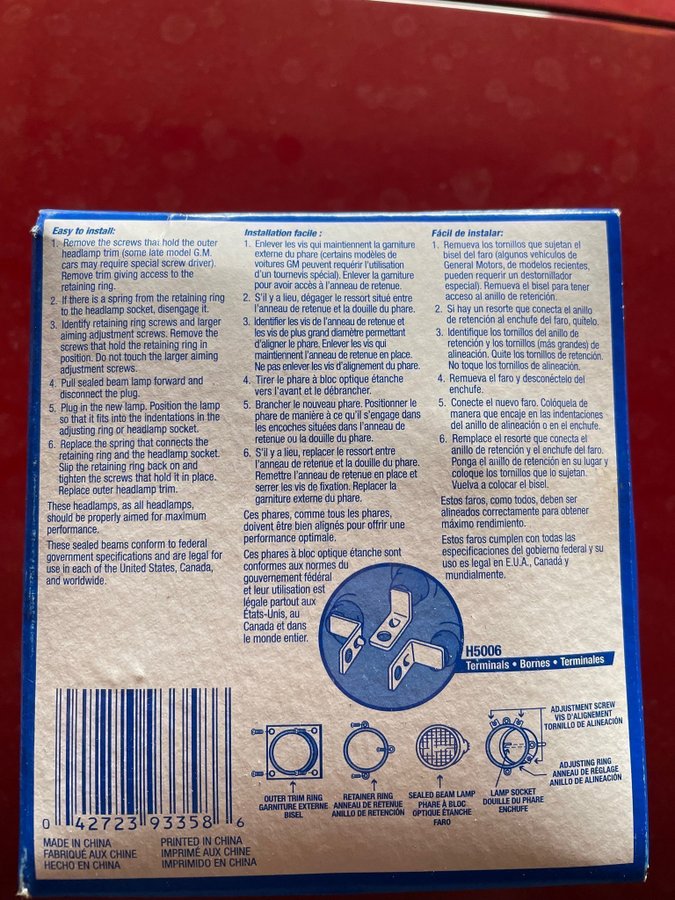 Easy to install:
1. Remove the screws that hold the outer
headlamp trim (some late model G.M.
cars may require special screw driver).
Remove trim giving access to the
retaining ring.
2. If there is a spring from the retaining ring
to the headlamp socket, disengage it.
3. Identify retaining ring screws and larger
aiming adjustment screws. Remove the
screws that hold the retaining ring in
position. Do not touch the larger aiming
adjustment screws.
4. Pull sealed beam lamp forward and
disconnect the plug.
5. Plug in the new lamp. Position the lamp
so that it fits into the indentations in the
adjusting ring or headlamp socket.
6. Replace the spring that connects the
retaining ring and the headlamp socket.
Slip the retaining ring back on and
tighten the screws that hold it in place.
Replace outer headlamp trim.
These headlamps, as all headlamps,
should be properly aimed for maximum
performance.
These sealed beams conform to federal
government specifications and are legal for
use in each of the United States, Canada,
and worldwide.
Installation facile :
1. Enlever les vis qui maintiennent la garniture
externe du phare (certains modèles de
voitures GM peuvent requérir l'utilisation
d'un tournevis spécial). Enlever la garniture
pour avoir accès à l'anneau de retenue.
2. S'il y a lieu, dégager le ressort situé entre
l'anneau de retenue et la douille du phare.
3. Identifier les vis de l'anneau de retenue et
les vis de plus grand diamètre permettant
d'aligner le phare. Enlever les vis qui
maintiennent l'anneau de retenue en place.
Ne pas enlever les vis d'alignement du phare.
4. Tirer le phare à bloc optique étanche
vers l'avant et le débrancher.
5. Brancher le nouveau phare. Positionner le
phare de manière à ce qu'il s'engage dans
les encoches situées dans l'anneau de
retenue ou la douille du phare.
6. S'il y a lieu, replacer le ressort entre
l'anneau de retenue et la douille du phare.
Remettre l'anneau de retenue en place et
serrer les vis de fixation. Replacer la
garniture externe du phare.
Ces phares, comme tous les phares,
doivent être bien alignés pour offrir une
performance optimale.
Ces phares à bloc optique étanche sont
conformes aux normes du
gouvernement fédéral
et leur utilisation est
légale partout aux
États-Unis, au
Canada et dans
le monde entier.
Fácil de instalar:
1. Remueva los tornillos que sujetan el
bisel del faro (algunos vehículos de
General Motors, de modelos recientes,
pueden requerir un destornillador
especial). Remueva el bisel para tener
acceso al anillo de retención.
2. Si hay un resorte que conecta el anillo
de retención al enchufe del faro, quítelo.
3. Identifique los tornillos del anillo de
retención y los tornillos (más grandes) de
alineación. Quite los tornillos de retención.
No toque los tornillos de alineación.
4. Remueva el faro y desconéctelo del
enchufe.
5. Conecte el nuevo faro. Colóquela de
manera que encaje en las indentaciones
del anillo de alineación o en el enchufe.
6. Remplace el resorte que conecta el
anillo de retención y el enchufe del faro.
Ponga el anillo de retención en su lugar y
coloque los tornillos que lo sujetan.
Vuelva a colocar el bisel.
Estos faros, como todos, deben ser
alineados correctamente para obtener
máximo rendimiento.
Estos faros cumplen con todas las
especificaciones del gobierno federal y su
uso es legal en E.U.A., Canadá y
mundialmente.
H5006
Terminals • Bornes • Terminales
0 42723 93358 6
MADE IN CHINA
FABRIQUÉ AUX CHINE
HECHO EN CHINA
PRINTED IN CHINA
IMPRIMÉ AUX CHINE
IMPRIMIDO EN CHINA
OUTER TRIM RING
GARNITURE EXTERNE
BISEL
RETAINER RING
ANNEAU DE RETENUE
ANILLO DE RETENCIÓN
SEALED BEAM LAMP
PHARE À BLOC
OPTIQUE ÉTANCHE
FARO
LAMP SOCKET
DOUILLE DU PHARE
ENCHUFE
ADJUSTMENT SCREW
VIS D'ALIGNEMENT
TORNILLO DE ALINEACIÓN
ADJUSTING RING
ANNEAU DE RÉGLAGE
ANILLO DE ALINEACIÓN